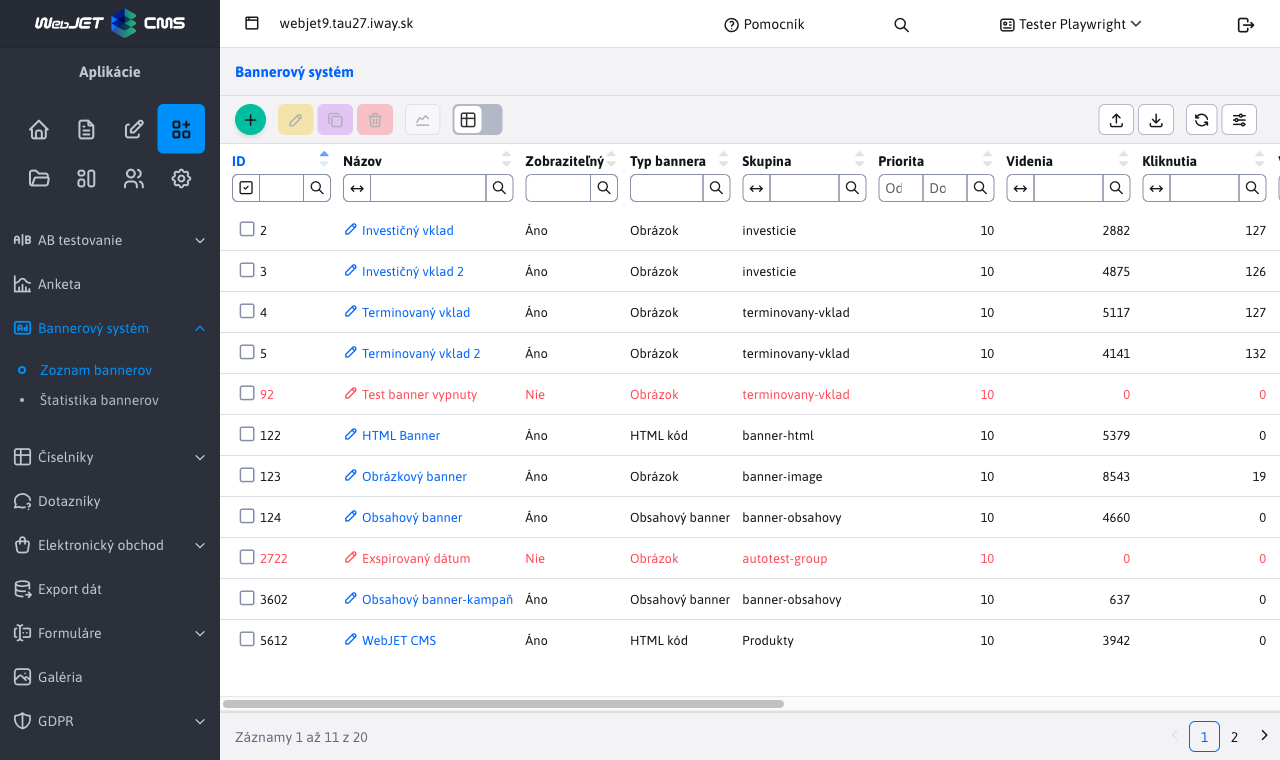 WebJET CMS
webjet9.tau27.iway.sk
Pomocník
Tester Playwright
Aplikácie
AB testovanie
Anketa
Bannerový systém
Zoznam bannerov
Štatistika bannerov
Číselníky
Dotazníky
Elektronický obchod
Export dát
Formuláre
Galéria
GDPR
Bannerový systém
ID Názov Zobraziteľný Typ bannera Skupina Priorita Videnia Kliknutia
Od Do
2 Investičný vklad Áno Obrázok investicie 10 2882 127
3 Investičný vklad 2 Áno Obrázok investicie 10 4875 126
4 Terminovaný vklad Áno Obrázok terminovany-vklad 10 5117 127
5 Terminovaný vklad 2 Áno Obrázok terminovany-vklad 10 4141 132
92 Test banner vypnuty Nie Obrázok terminovany-vklad 10 0 0
122 HTML Banner Áno HTML kód banner-html 10 5379 0
123 Obrázkový banner Áno Obrázok banner-image 10 8543 19
124 Obsahový banner Áno Obsahový banner banner-obsahovy 10 4660 0
2722 Exspirovaný dátum Nie Obrázok autotest-group 10 0 0
3602 Obsahový banner-kampaň Áno Obsahový banner banner-obsahovy 10 637 0
5612 WebJET CMS Áno HTML kód Produkty 10 3942 0
Záznamy 1 až 11 z 20
1 2